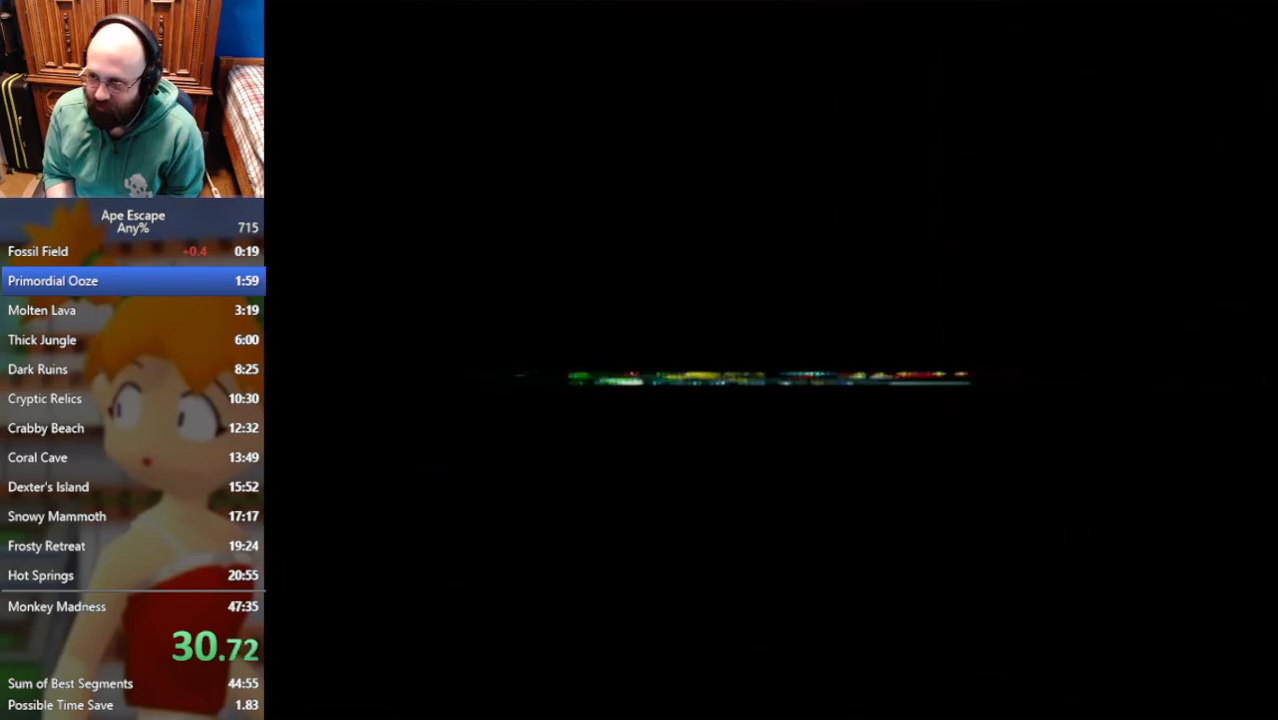 Ape Escape
Any% 715
Fossil Field +0.4 0:19
Primordial Ooze 1:59
Molten Lava 3:19
Thick Jungle 6:00
Dark Ruins 8:25
Cryptic Relics 10:30
Crabby Beach 12:32
Coral Cave 13:49
Dexter's Island 15:52
Snowy Mammoth 17:17
Frosty Retreat 19:24
Hot Springs 20:55
Monkey Madness 47:35
30.72
Sum of Best Segments 44:55
Possible Time Save 1.83